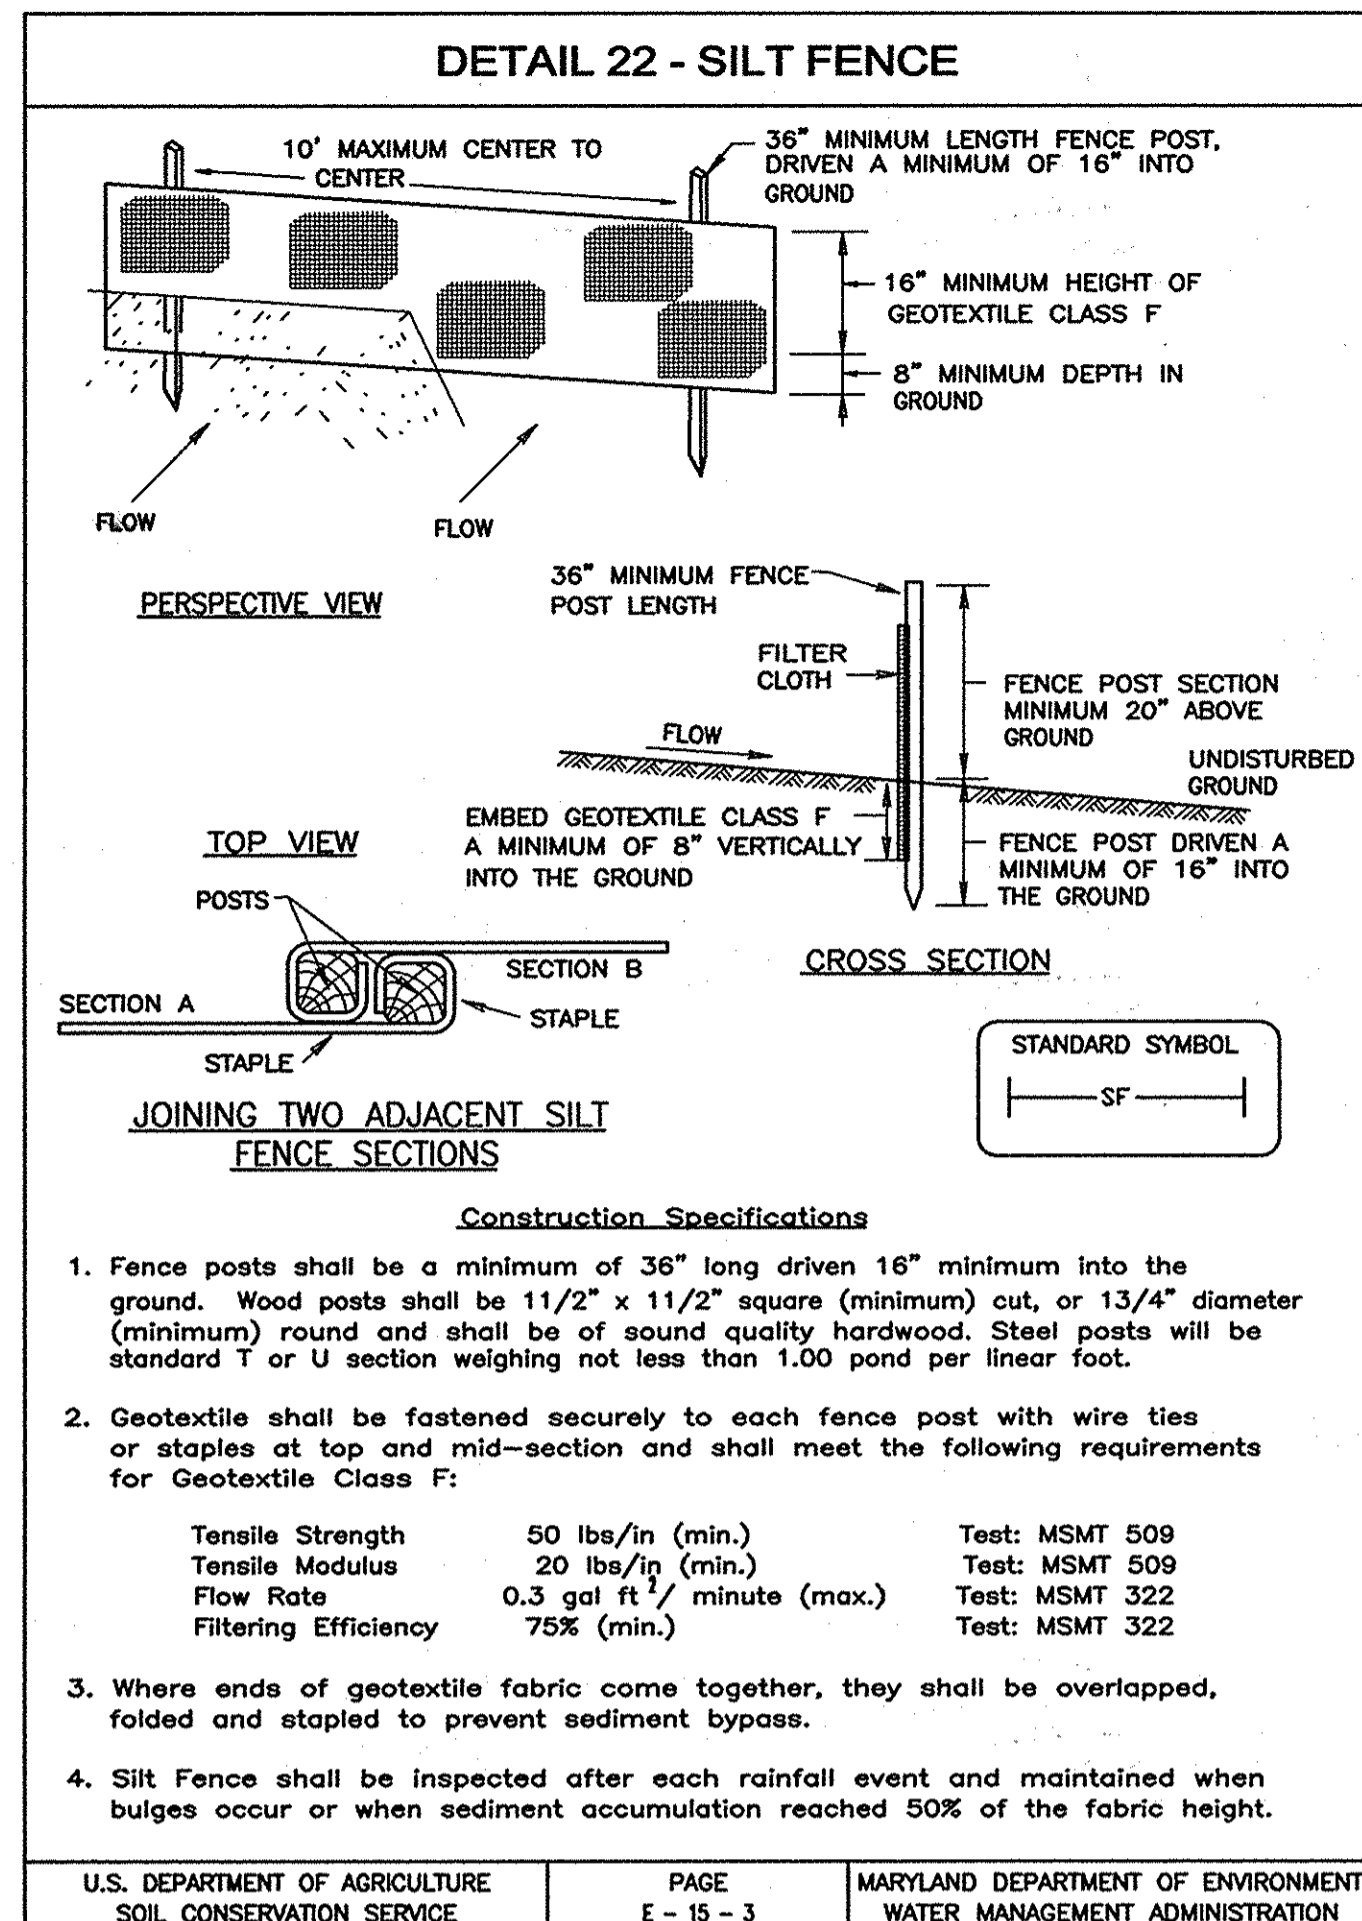 DETAIL 22 - SILT FENCE
10' MAXIMUM CENTER TO
CENTER
36" MINIMUM LENGTH FENCE POST,
DRIVEN A MINIMUM OF 16" INTO
GROUND
16" MINIMUM HEIGHT OF
GEOTEXTILE CLASS F
8" MINIMUM DEPTH IN
GROUND
FLOW
FLOW
PERSPECTIVE VIEW
36" MINIMUM FENCE
POST LENGTH
FILTER
CLOTH
FENCE POST SECTION
MINIMUM 20" ABOVE
GROUND
FLOW
UNDISTURBED
GROUND
EMBED GEOTEXTILE CLASS F
A MINIMUM OF 8" VERTICALLY
INTO THE GROUND
FENCE POST DRIVEN A
MINIMUM OF 16" INTO
THE GROUND
CROSS SECTION
TOP VIEW
POSTS
SECTION B
SECTION A
STAPLE
STAPLE
JOINING TWO ADJACENT SILT
FENCE SECTIONS
STANDARD SYMBOL
SF
Construction Specifications
1. Fence posts shall be a minimum of 36" long driven 16" minimum into the
ground. Wood posts shall be 11/2" x 11/2" square (minimum) cut, or 13/4" diameter
(minimum) round and shall be of sound quality hardwood. Steel posts will be
standard T or U section weighing not less than 1.00 pond per linear foot.
2. Geotextile shall be fastened securely to each fence post with wire ties
or staples at top and mid-section and shall meet the following requirements
for Geotextile Class F:
Tensile Strength 50 lbs/in (min.) Test: MSMT 509
Tensile Modulus 20 lbs/in (min.) Test: MSMT 509
Flow Rate 0.3 gal ft²/ minute (max.) Test: MSMT 322
Filtering Efficiency 75% (min.) Test: MSMT 322
3. Where ends of geotextile fabric come together, they shall be overlapped,
folded and stapled to prevent sediment bypass.
4. Silt Fence shall be inspected after each rainfall event and maintained when
bulges occur or when sediment accumulation reached 50% of the fabric height.
U.S. DEPARTMENT OF AGRICULTURE
SOIL CONSERVATION SERVICE
PAGE
E - 15 - 3
MARYLAND DEPARTMENT OF ENVIRONMENT
WATER MANAGEMENT ADMINISTRATION